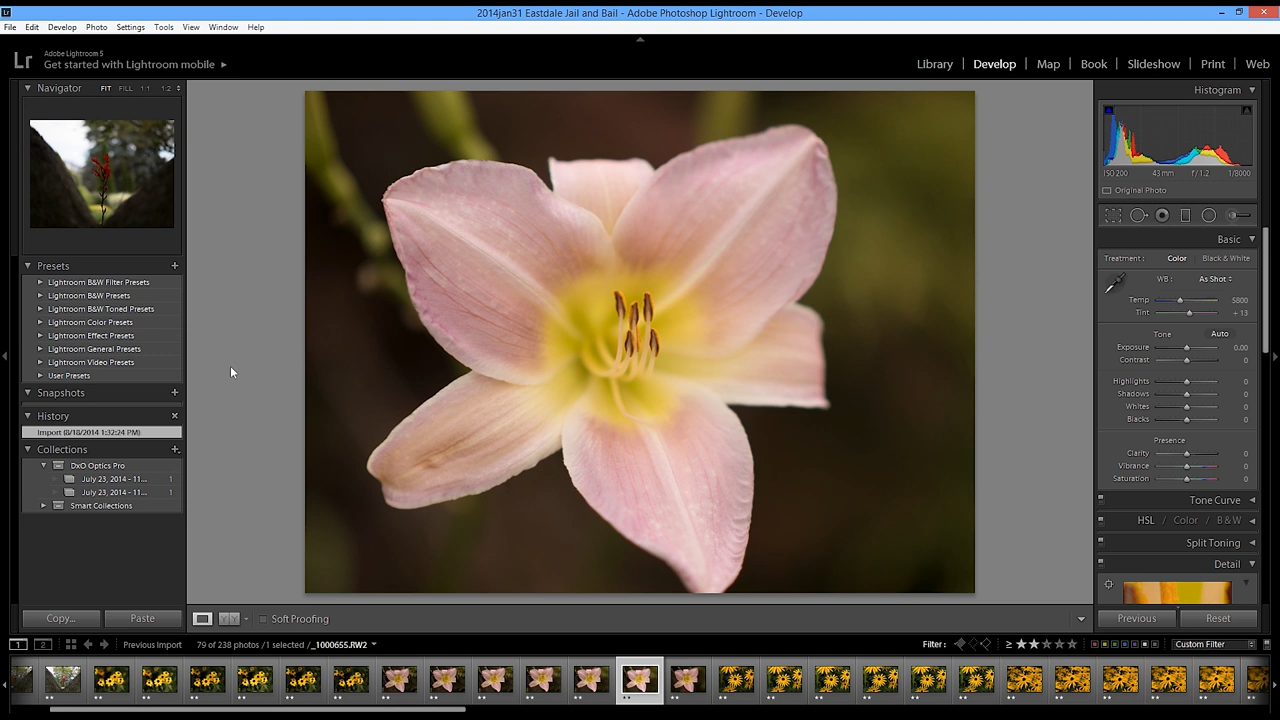 2014jan31 Eastdale Jail and Bail - Adobe Photoshop Lightroom - Develop
File Edit Develop Photo Settings Tools View Window Help
Lr Adobe Lightroom 5
Get started with Lightroom mobile
Library | Develop | Map | Book | Slideshow | Print | Web
Navigator FIT FILL 1:1 1:2
Histogram
ISO 200 43 mm f / 1.2 1/8000
Original Photo
Basic
Treatment : Color Black & White
WB : As Shot
Temp 5800
Tint + 13
Tone Auto
Exposure 0.00
Contrast 0
Highlights 0
Shadows 0
Whites 0
Blacks 0
Presence
Clarity 0
Vibrance 0
Saturation 0
Tone Curve
HSL / Color / B & W
Split Toning
Detail
Presets
Lightroom B&W Filter Presets
Lightroom B&W Presets
Lightroom B&W Toned Presets
Lightroom Color Presets
Lightroom Effect Presets
Lightroom General Presets
Lightroom Video Presets
User Presets
Snapshots
History
Import (8/18/2014 1:32:24 PM)
Collections
DxO Optics Pro
July 23, 2014 - 11... 1
July 23, 2014 - 11... 1
Smart Collections
Copy... Paste
Soft Proofing
Previous Reset
1 2 Previous Import 79 of 238 photos / 1 selected / _1000655.RW2
Filter : ≥ ★★★★★ Custom Filter